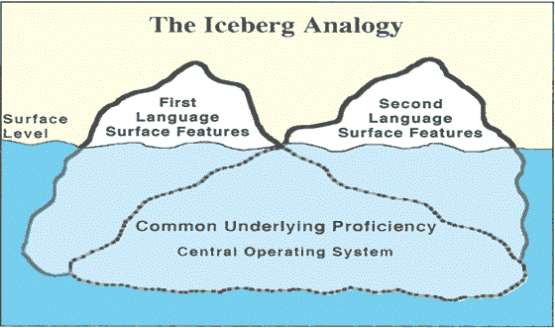 The Iceberg Analogy
First
Language
Surface Features
Second
Language
Surface Features
Surface
Level
Common Underlying Proficiency
Central Operating System